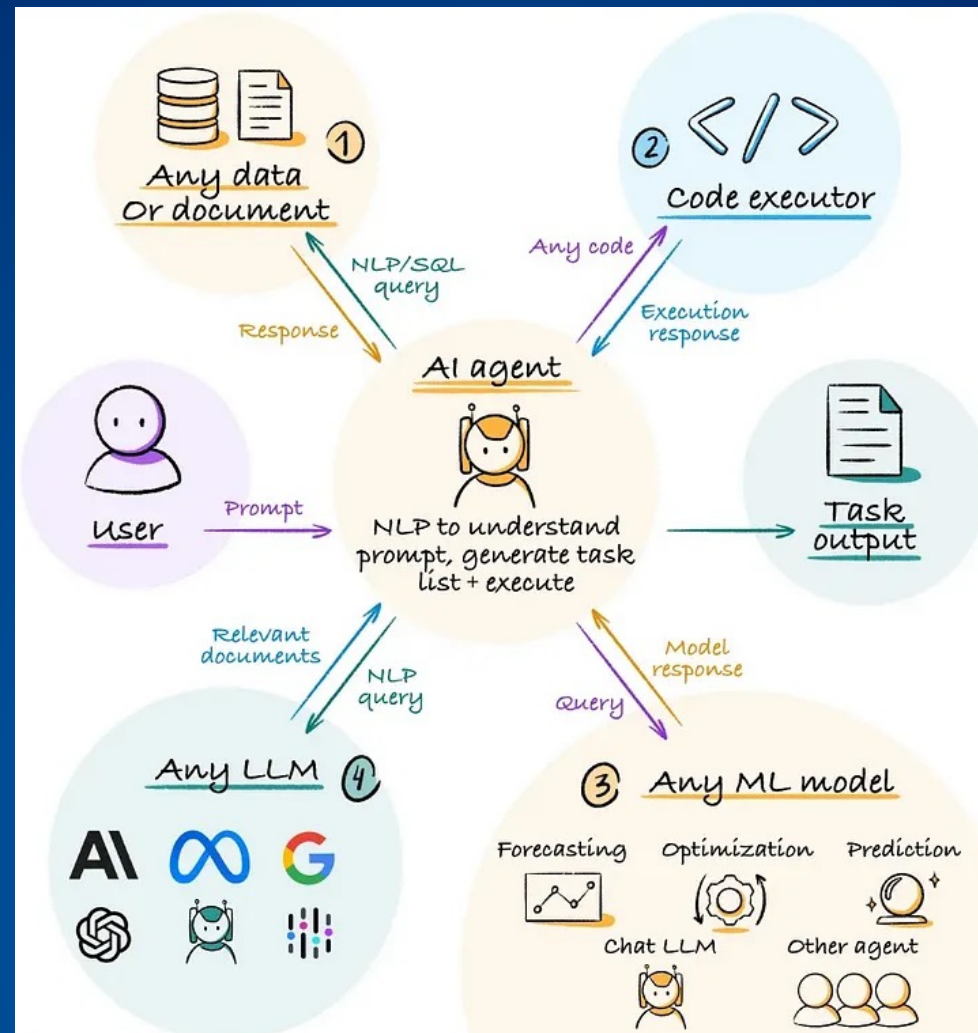 1
Any data
Or document
2
Code executor
NLP/SQL
query
Response
Any code
Execution
response
AI agent
NLP to understand
prompt, generate task
list + execute
User
Prompt
Task
output
Relevant
documents
NLP
query
Model
response
Query
Any LLM
4
AI
3
Any ML model
Forecasting
Optimization
Prediction
Chat LLM
Other agent